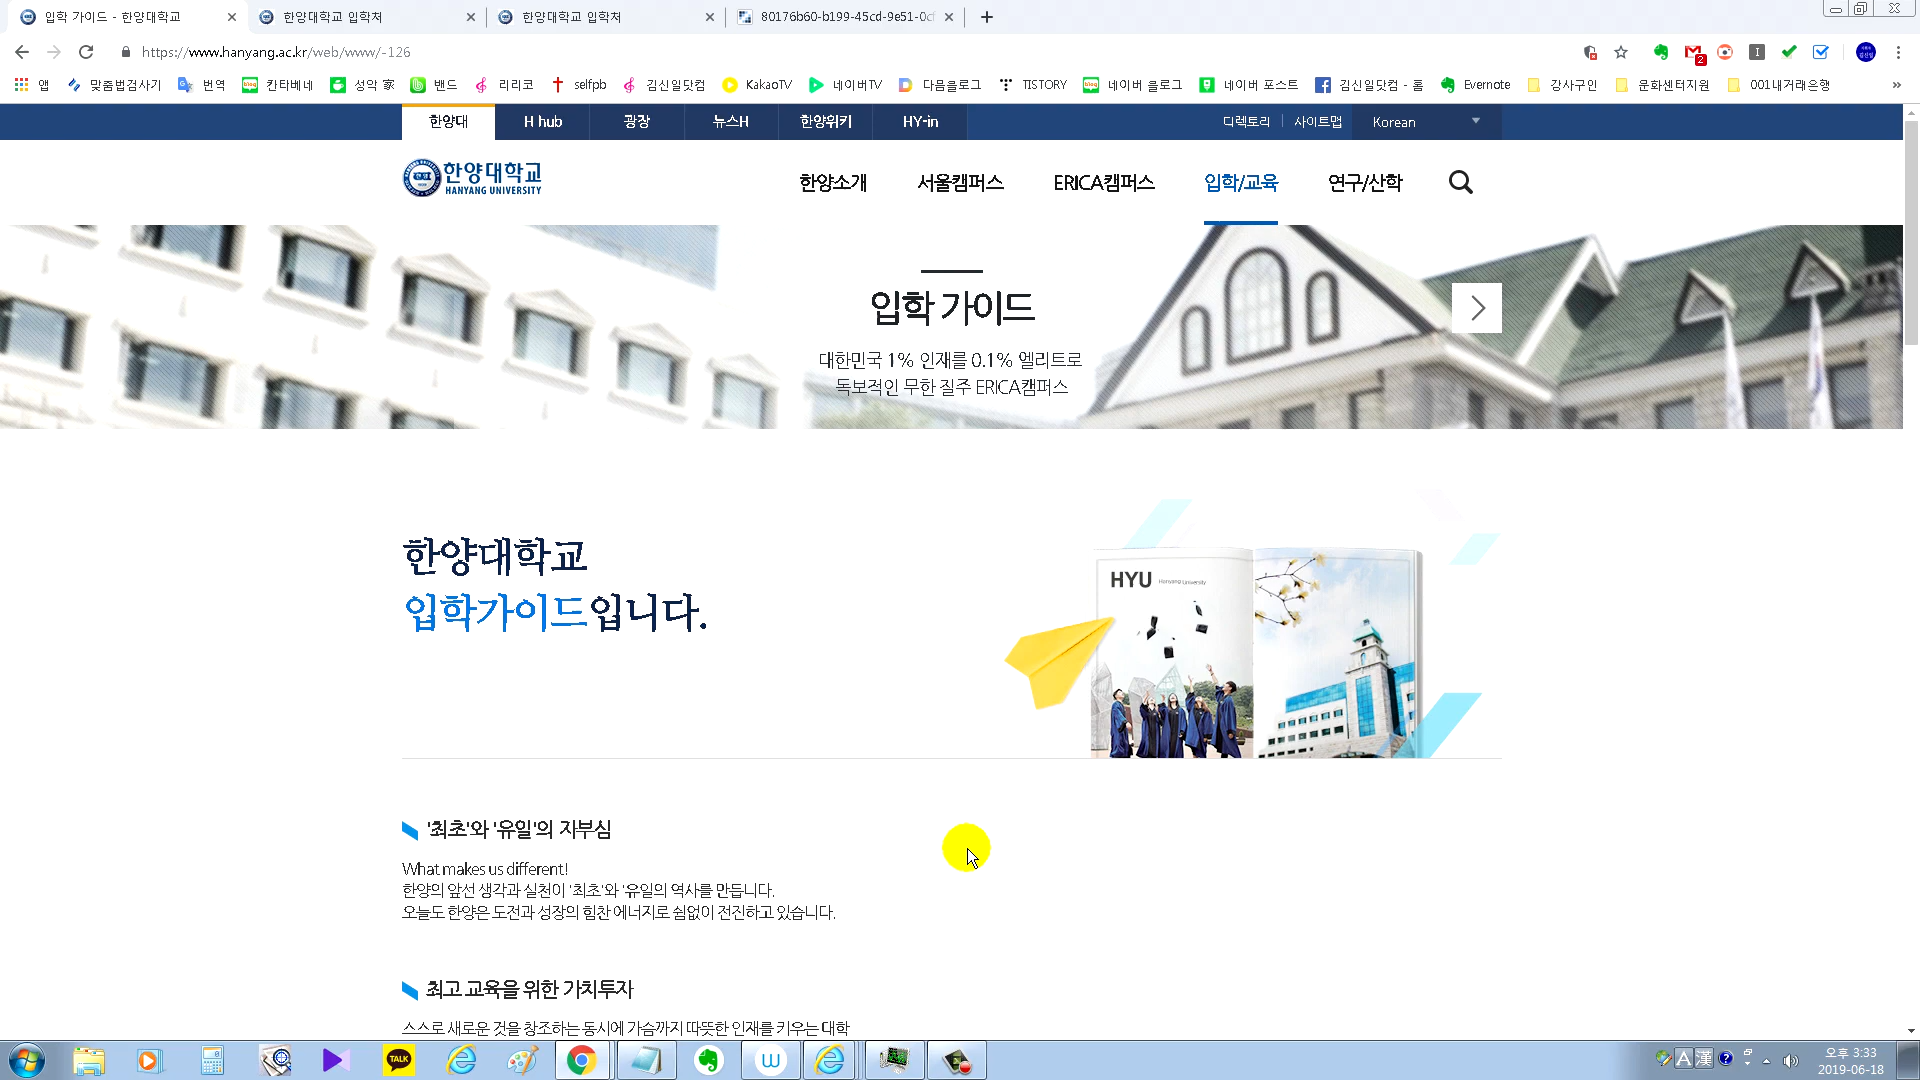 입학 가이드 - 한양대학교
한양대학교 입학처
한양대학교 입학처
80176b60-b199-45cd-9e51-0c
https://www.hanyang.ac.kr/web/www/-126
2
앱
맞춤법검사기
번역
칸타베네
성악 家
밴드
리리코
selfpb
김신일닷컴
KakaoTV
네이버TV
다음블로그
TISTORY
네이버 블로그
네이버 포스트
김신일닷컴 - 홈
Evernote
강사구인
문화센터지원
001내거래은행
»
한양대
H hub
광장
뉴스H
한양위키
HY-in
디렉토리
사이트맵
Korean
한양대학교
HANYANG UNIVERSITY
한양소개
서울캠퍼스
ERICA캠퍼스
입학/교육
연구/산학
입학 가이드
대한민국 1% 인재를 0.1% 엘리트로
독보적인 무한 질주 ERICA캠퍼스
한양대학교
입학가이드입니다.
HYU Hanyang University
'최초'와 '유일'의 자부심
What makes us different!
한양의 앞선 생각과 실천이 '최초'와 '유일의 역사를 만듭니다.
오늘도 한양은 도전과 성장의 힘찬 에너지로 쉼없이 전진하고 있습니다.
최고 교육을 위한 가치투자
스스로 새로운 것을 창조하는 동시에 가슴까지 따뜻한 인재를 키우는 대학
TALK
A 漢
오후 3:33
2019-06-18